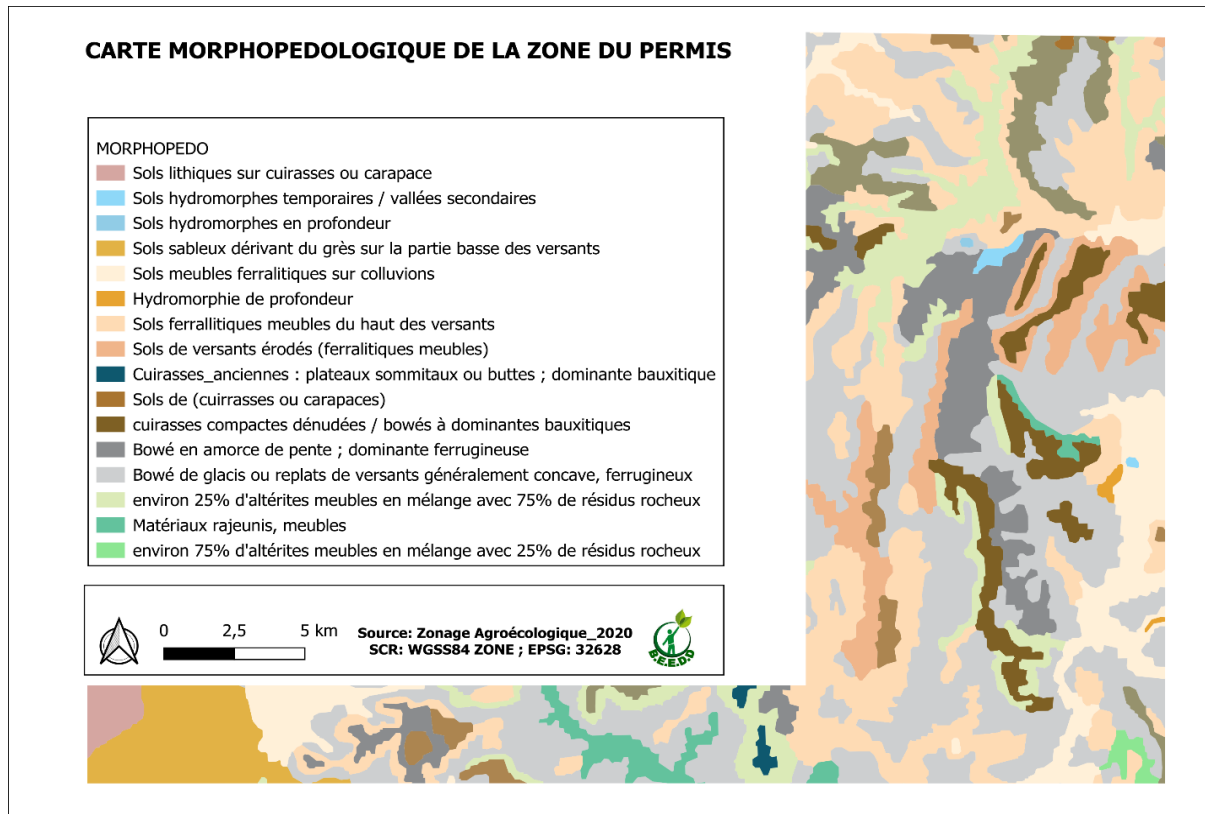 CARTE MORPHOPEDOLOGIQUE DE LA ZONE DU PERMIS
MORPHOPEDO
Sols lithiques sur cuirasses ou carapace
Sols hydromorphes temporaires / vallées secondaires
Sols hydromorphes en profondeur
Sols sableux dérivant du grès sur la partie basse des versants
Sols meubles ferralitiques sur colluvions
Hydromorphie de profondeur
Sols ferrallitiques meubles du haut des versants
Sols de versants érodés (ferralitiques meubles)
Cuirasses_anciennes : plateaux sommitaux ou buttes ; dominante bauxitique
Sols de (cuirrasses ou carapaces)
cuirasses compactes dénudées / bowés à dominantes bauxitiques
Bowé en amorce de pente ; dominante ferrugineuse
Bowé de glacis ou replats de versants généralement concave, ferrugineux
environ 25% d'altérites meubles en mélange avec 75% de résidus rocheux
Matériaux rajeunis, meubles
environ 75% d'altérites meubles en mélange avec 25% de résidus rocheux
0 2,5 5 km
Source: Zonage Agroécologique_2020
SCR: WGSS84 ZONE ; EPSG: 32628
B.E.E.D.D